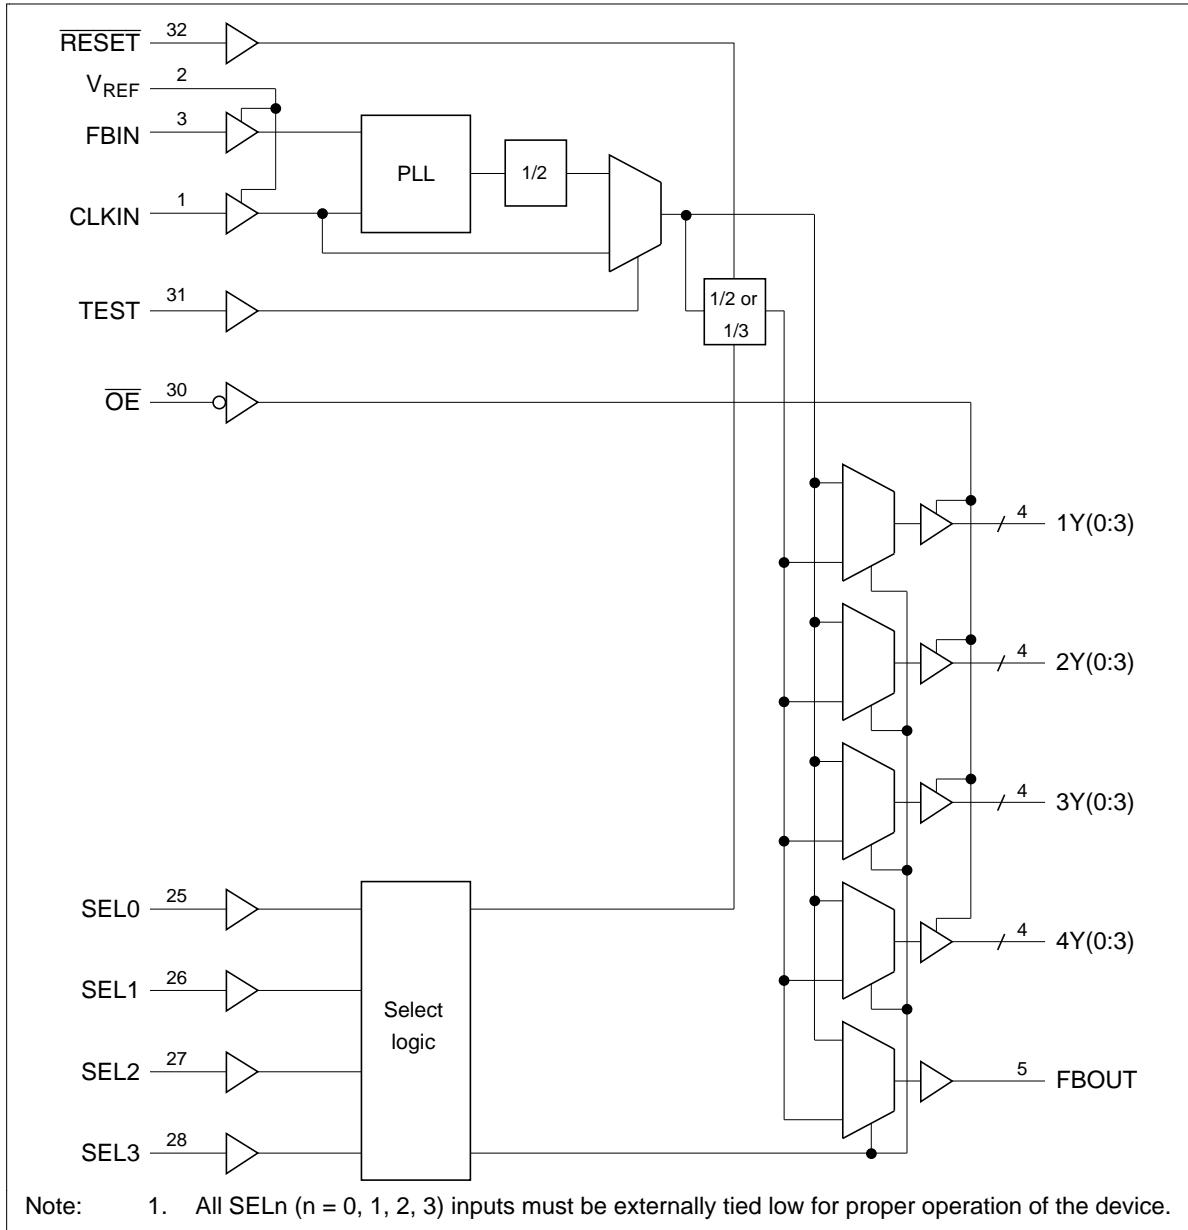 RESET 32
VREF 2
FBIN 3
PLL
1/2
CLKIN 1
TEST 31
1/2 or
1/3
OE 30
4 1Y(0:3)
4 2Y(0:3)
4 3Y(0:3)
SEL0 25
4 4Y(0:3)
SEL1 26
Select
logic
SEL2 27
5 FBOUT
SEL3 28
Note: 1. All SELn (n = 0, 1, 2, 3) inputs must be externally tied low for proper operation of the device.